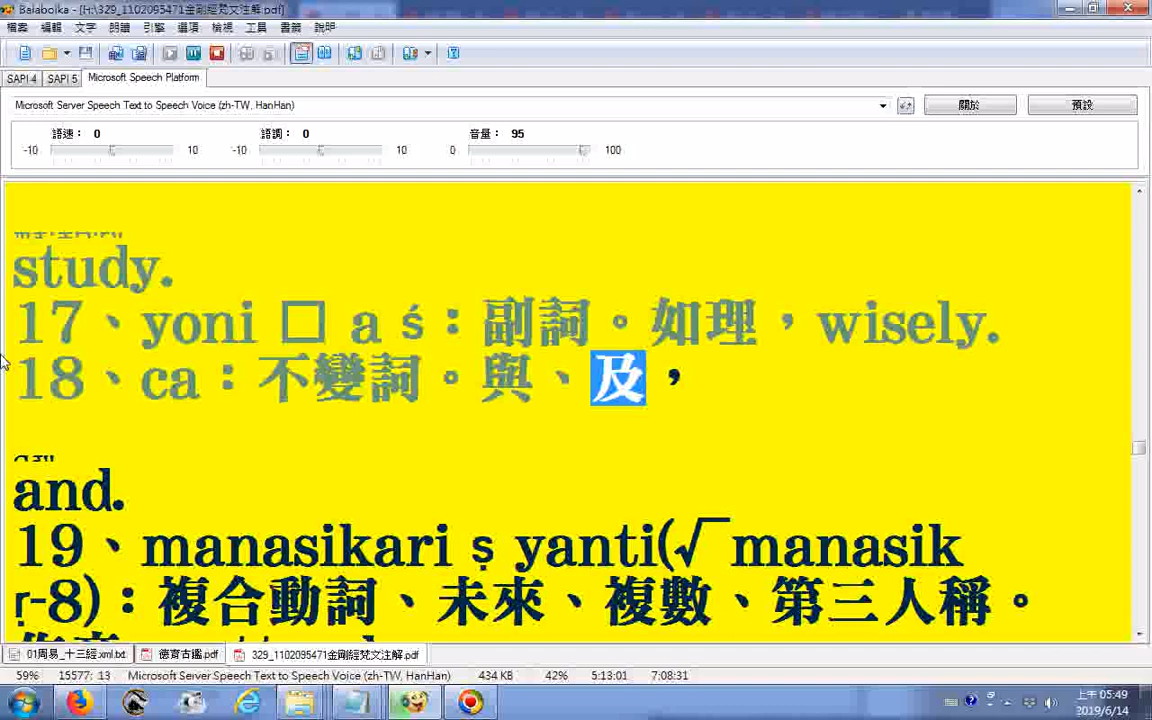 Balabolka - [H:\329_1102095471金剛經梵文注解.pdf]
檔案 編輯 文字 朗讀 引擎 選項 檢視 工具 書籤 說明
SAPI 4 SAPI 5 Microsoft Speech Platform
Microsoft Server Speech Text to Speech Voice (zh-TW, HanHan) 關於 預設
語速： 0 語調： 0 音量： 95
-10 10 -10 10 0 100
study.
17、yoni □ a ś：副詞。如理，wisely.
18、ca：不變詞。與、及，
and.
19、manasikari ṣ yanti(√manasik
ṛ-8)：複合動詞、未來、複數、第三人稱。
01周易_十三經.xml.txt 德育古鑑.pdf 329_1102095471金剛經梵文注解.pdf
59% 15577: 13 Microsoft Server Speech Text to Speech Voice (zh-TW, HanHan) 434 KB 42% 5:13:01 7:08:31
上午 05:49
2019/6/14